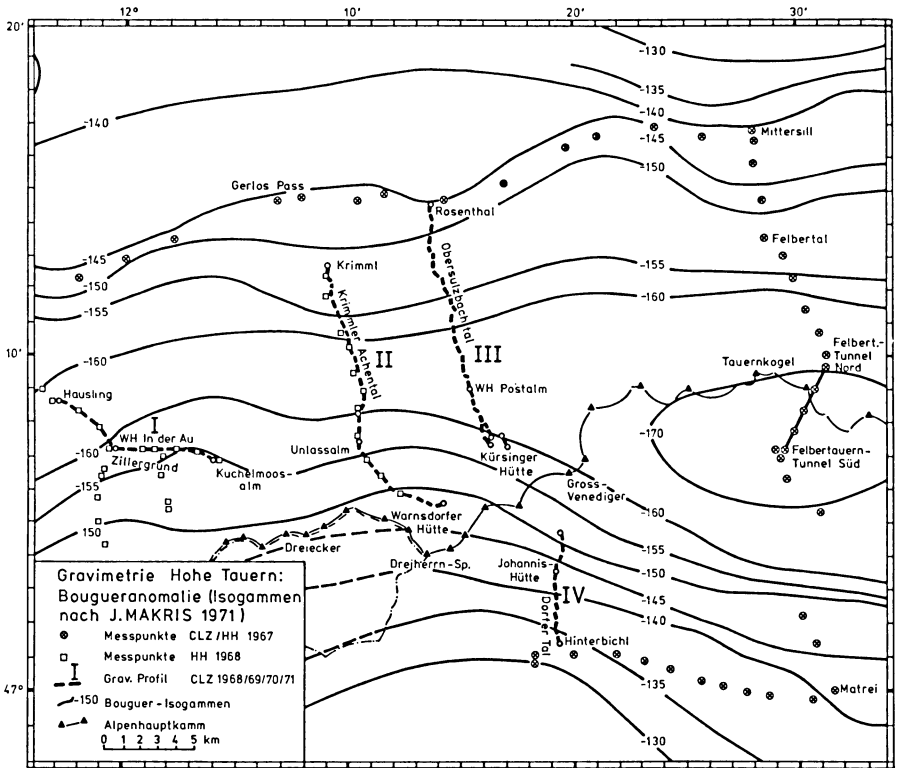 12° 10' 20' 30'
20'
-130
-135
-140
-140
-145
Mittersill
-150
Gerlos Pass
Rosenthal
Felbertal
-145
-150
-155
Krimml
Obersulzbachtal
-155
-160
Krimmler Achental
10'
-160
II
III
Felbert.-
Tunnel
Nord
Tauernkogel
Hausling
WH Postalm
I
WH In der Au
-160
Zillergrund
Kuchelmoos-
alm
Unlassalm
Kürsinger
Hütte
-170
Felbertauern-
Tunnel Süd
-155
Gross-
Venediger
-160
150
Warnsdorfer
Hütte
Dreiecker
Dreiherrn-Sp.
Johannis-
Hütte
-155
-150
IV
-145
-140
Dorfer Tal
Hinterbichl
-135
Matrei
47°
-130
Gravimetrie Hohe Tauern:
Bougueranomalie (Isogammen
nach J.MAKRIS 1971)
Messpunkte CLZ/HH 1967
Messpunkte HH 1968
I Grav. Profil CLZ 1968/69/70/71
-150 Bouguer-Isogammen
Alpenhauptkamm
0 1 2 3 4 5 km